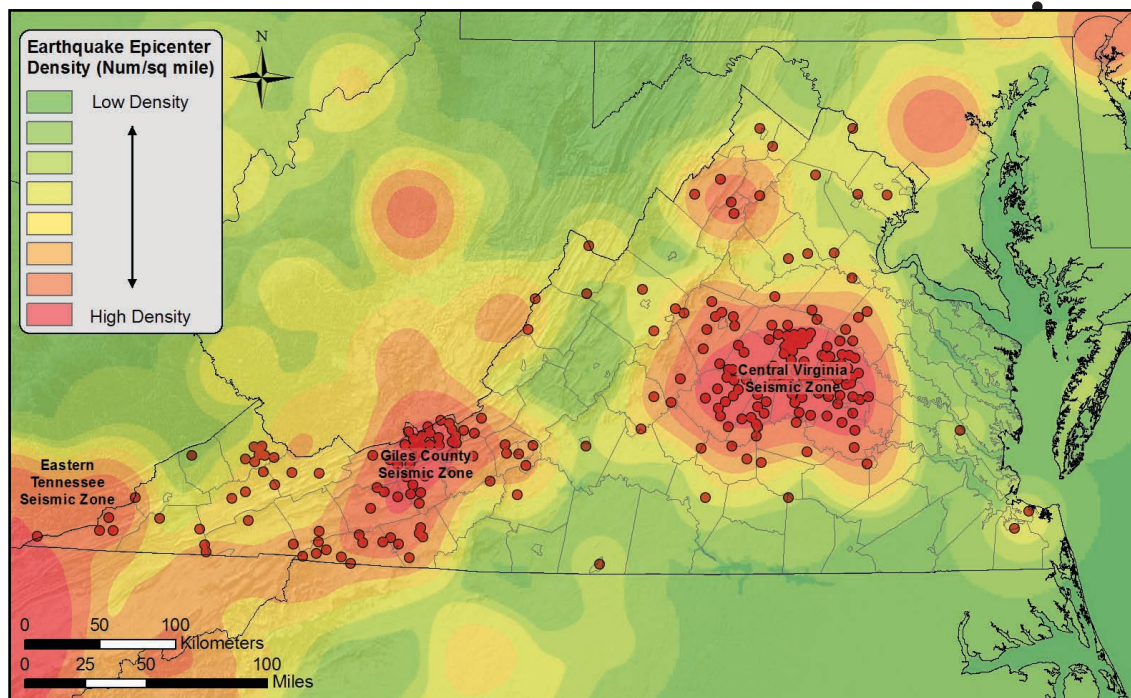 Earthquake Epicenter
Density (Num/sq mile)
Low Density
High Density
N
Central Virginia
Seismic Zone
Giles County
Seismic Zone
Eastern
Tennessee
Seismic Zone
0 50 100
Kilometers
0 25 50 100
Miles